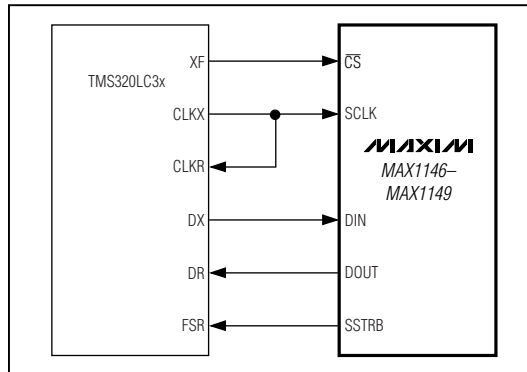 XF
CS
TMS320LC3x
CLKX
SCLK
MAXIM
CLKR
MAX1146–
MAX1149
DX
DIN
DR
DOUT
FSR
SSTRB